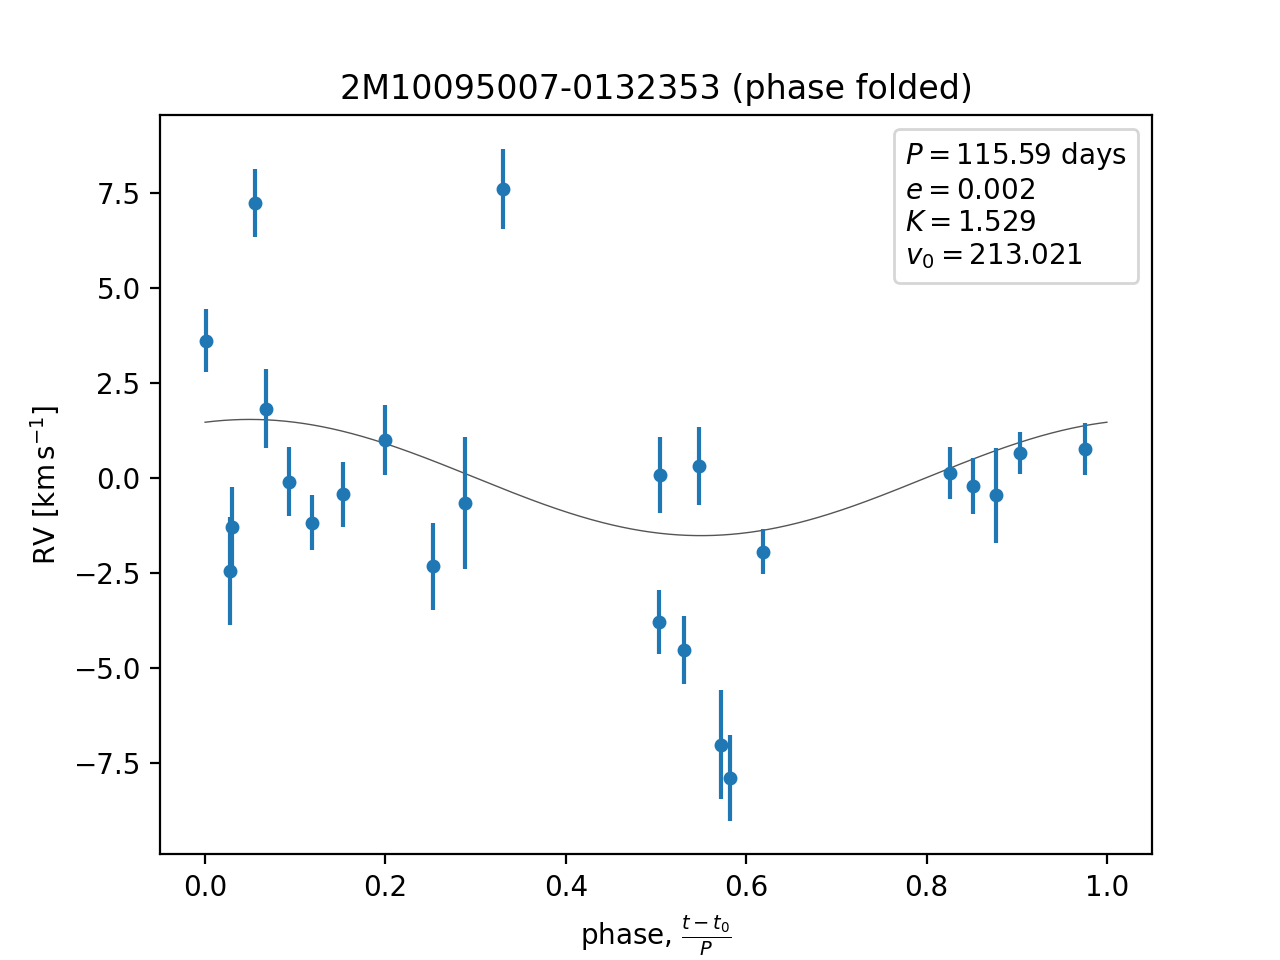 2M10095007-0132353 (phase folded)
P = 115.59 days
e = 0.002
K = 1.529
v₀ = 213.021
RV [km s⁻¹]
7.5
5.0
2.5
0.0
−2.5
−5.0
−7.5
0.0 0.2 0.4 0.6 0.8 1.0
phase, (t − t₀)/P